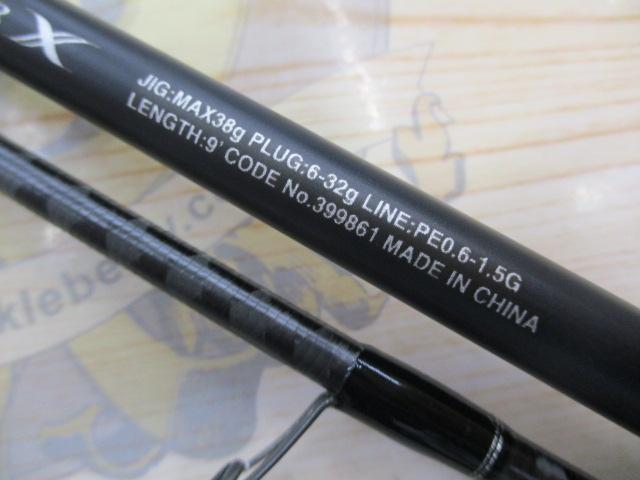 X
JIG:MAX38g PLUG:6-32g LINE:PE0.6-1.5G
LENGTH:9' CODE No.399861 MADE IN CHINA